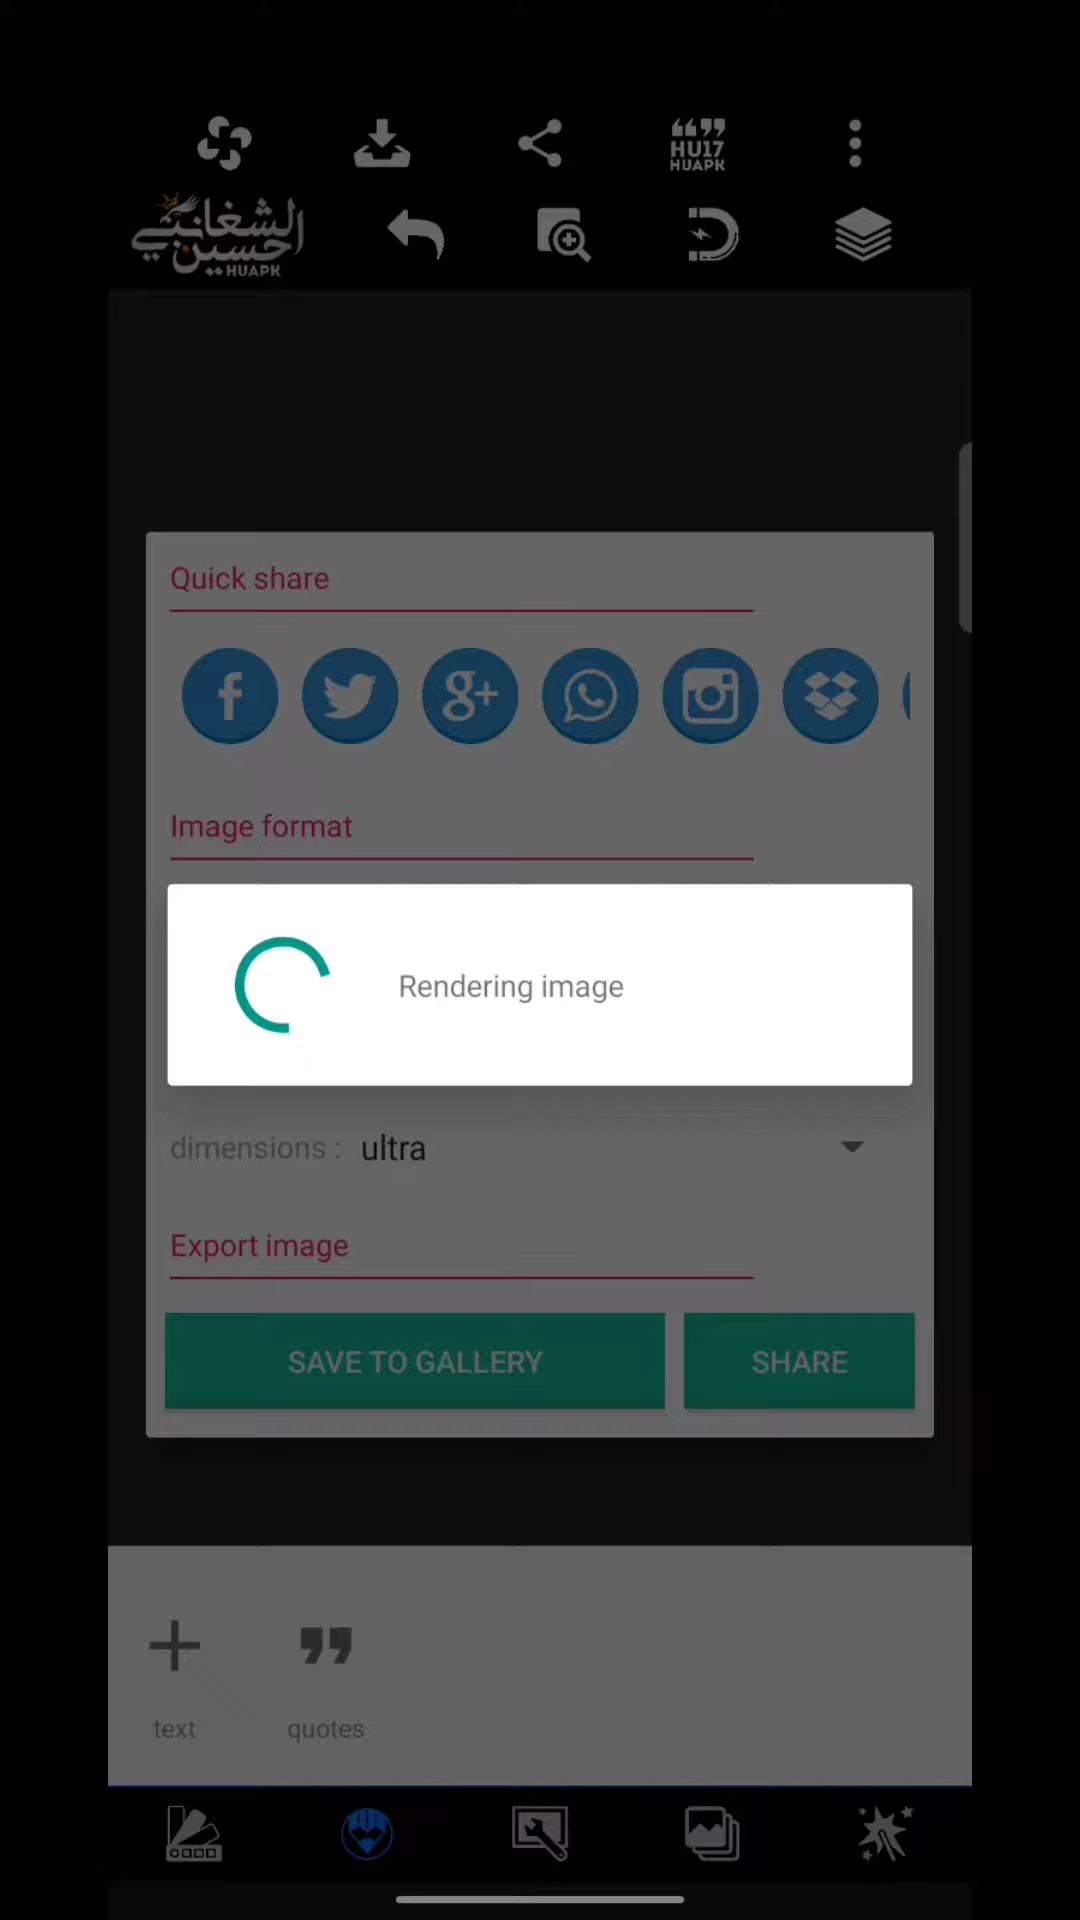 HU17
HUAPK
الشغانبي
حسين
HUAPK
Quick share
Image format
Rendering image
dimensions : ultra
Export image
SAVE TO GALLERY SHARE
text quotes